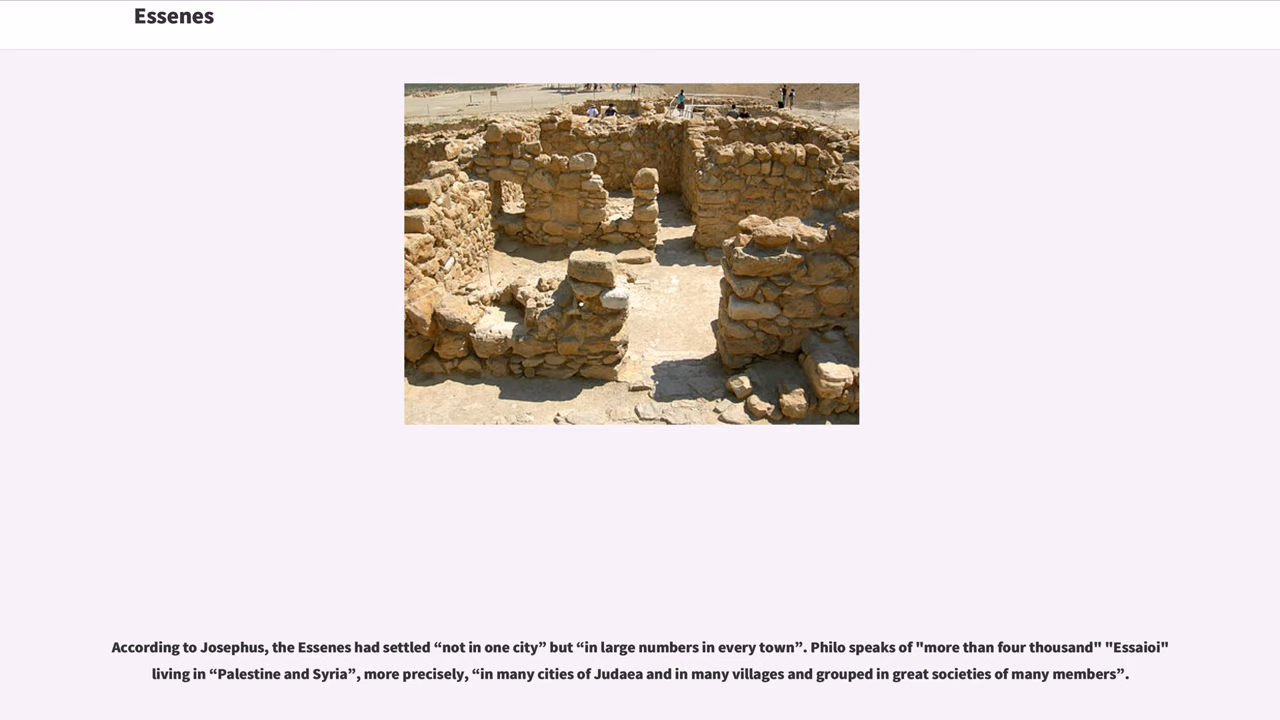 Essenes
According to Josephus, the Essenes had settled “not in one city” but “in large numbers in every town”. Philo speaks of "more than four thousand" "Essaioi"
living in “Palestine and Syria”, more precisely, “in many cities of Judaea and in many villages and grouped in great societies of many members”.